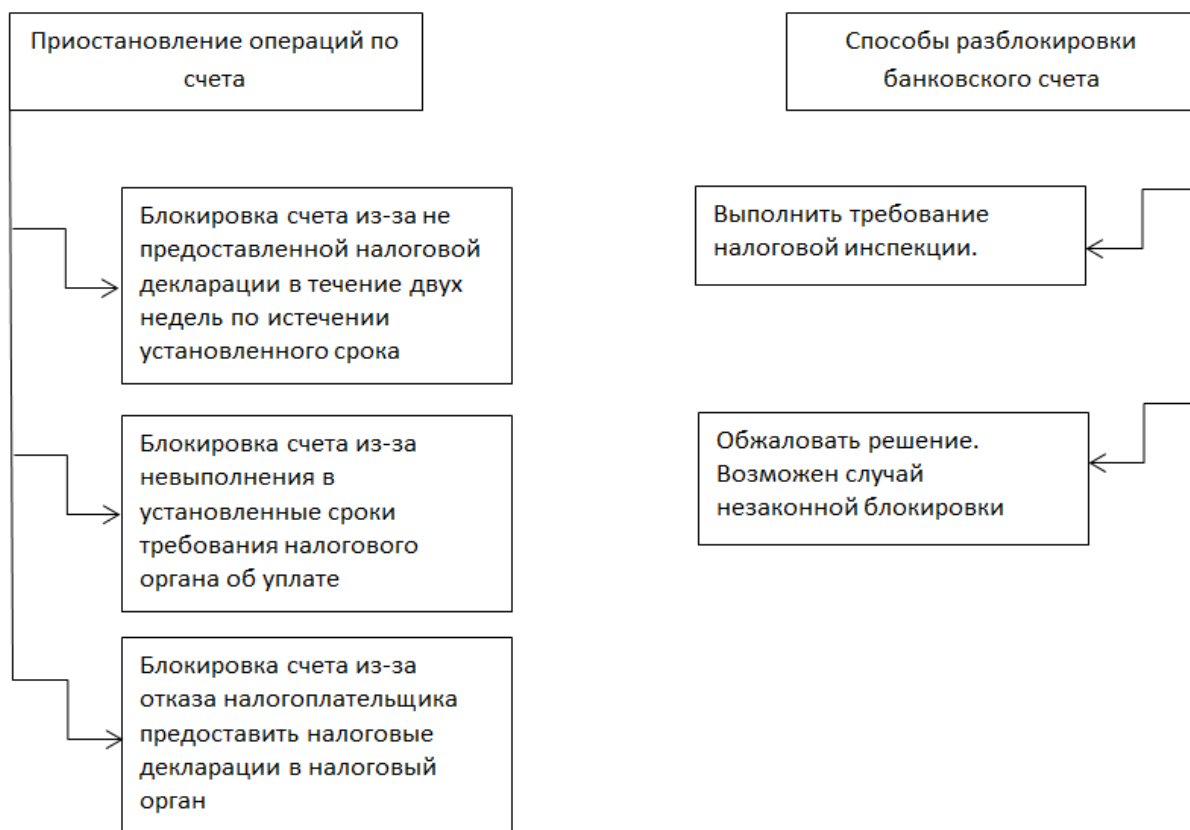 Приостановление операций по
счета
Блокировка счета из-за не
предоставленной налоговой
декларации в течение двух
недель по истечении
установленного срока
Блокировка счета из-за
невыполнения в
установленные сроки
требования налогового
органа об уплате
Блокировка счета из-за
отказа налогоплательщика
предоставить налоговые
декларации в налоговый
орган
Способы разблокировки
банковского счета
Выполнить требование
налоговой инспекции.
Обжаловать решение.
Возможен случай
незаконной блокировки